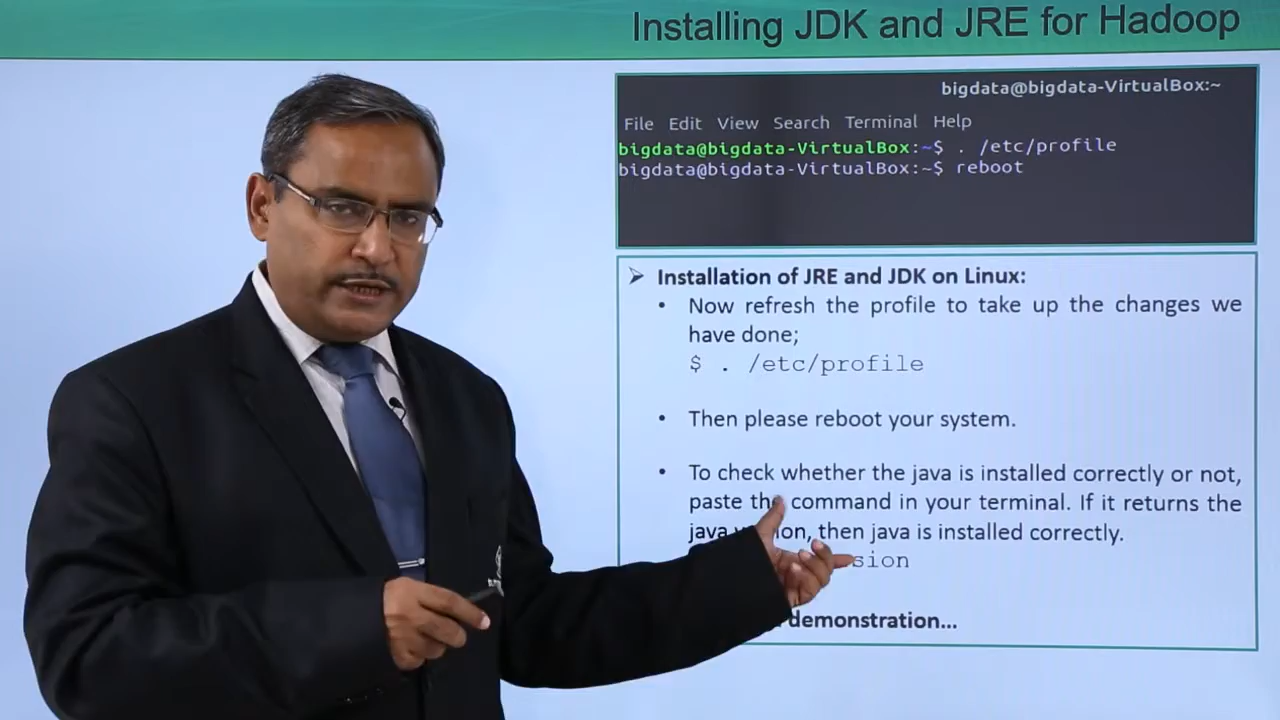 Installing JDK and JRE for Hadoop
bigdata@bigdata-VirtualBox:~
File Edit View Search Terminal Help
bigdata@bigdata-VirtualBox:~$ . /etc/profile
bigdata@bigdata-VirtualBox:~$ reboot
➢ Installation of JRE and JDK on Linux:
• Now refresh the profile to take up the changes we
have done;
$ . /etc/profile
• Then please reboot your system.
• To check whether the java is installed correctly or not,
paste the command in your terminal. If it returns the
java then java is installed correctly.
demonstration...